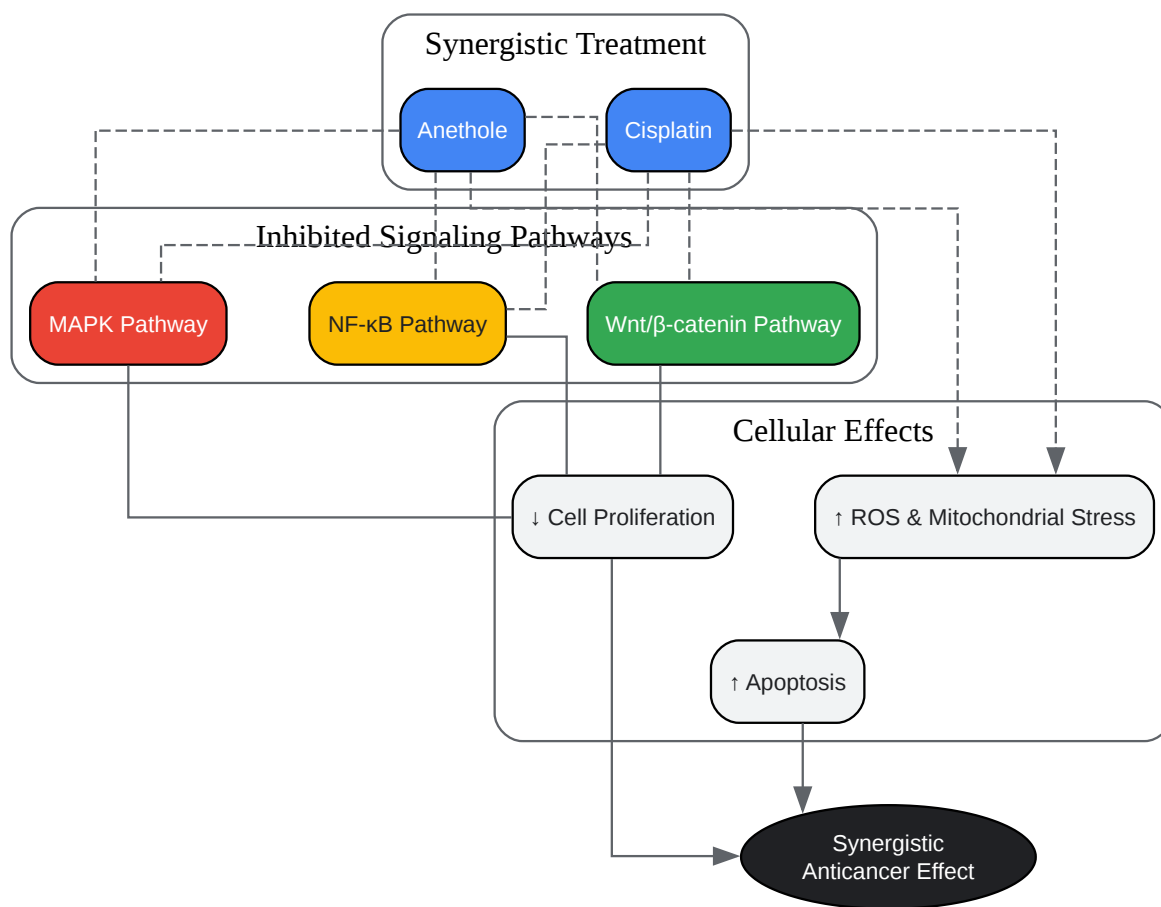 Synergistic Treatment
Anethole
Cisplatin
Inhibited Signaling Pathways
MAPK Pathway
NF-κB Pathway
Wnt/β-catenin Pathway
Cellular Effects
↓ Cell Proliferation
↑ ROS & Mitochondrial Stress
↑ Apoptosis
Synergistic
Anticancer Effect